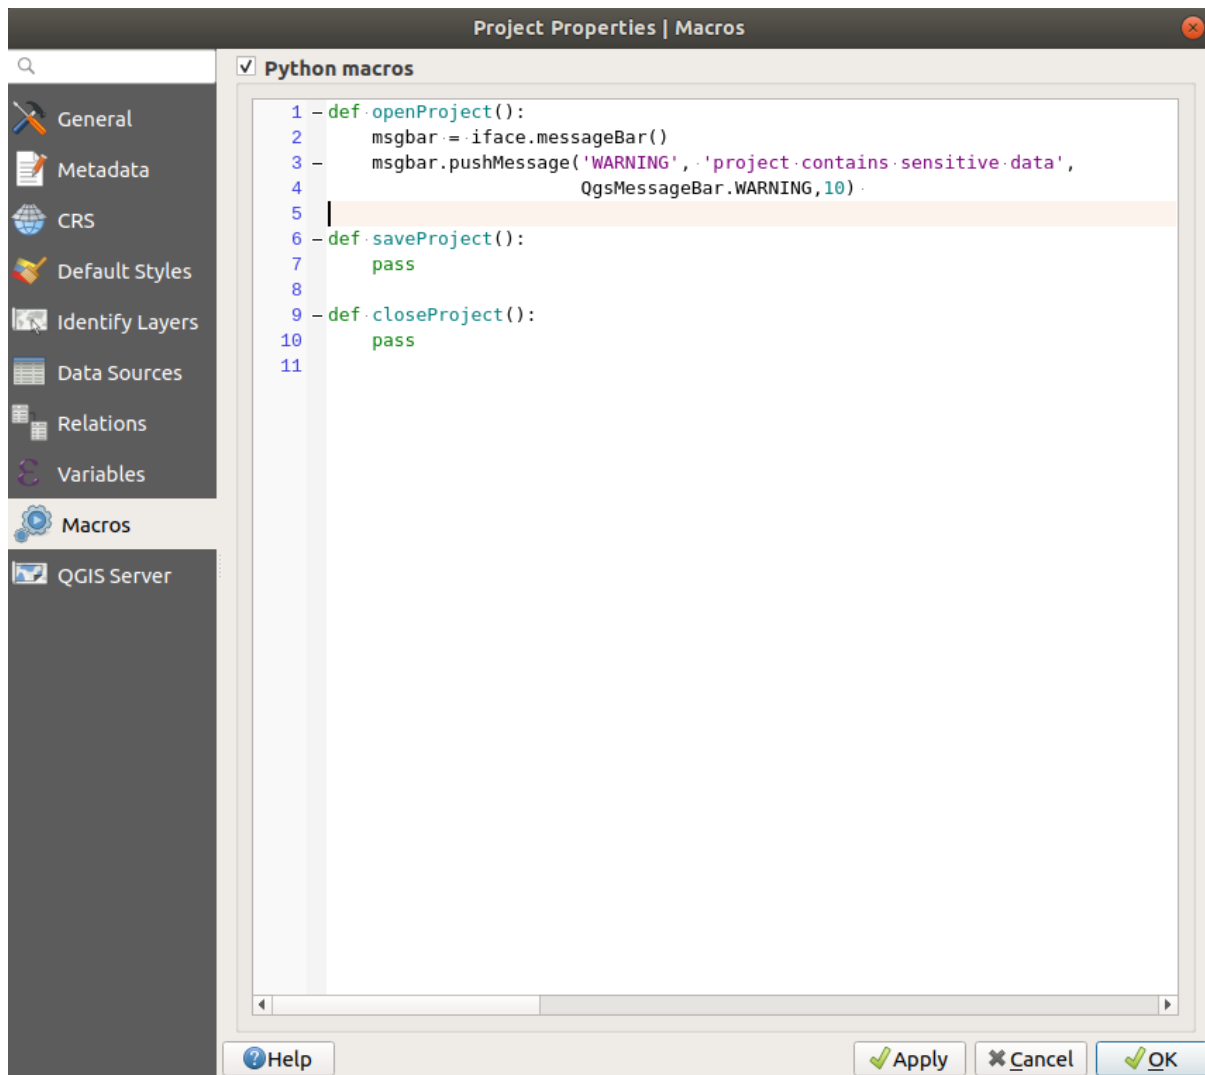 Project Properties | Macros
General
Metadata
CRS
Default Styles
Identify Layers
Data Sources
Relations
Variables
Macros
QGIS Server
Python macros
1 def openProject():
2     msgbar = iface.messageBar()
3     msgbar.pushMessage('WARNING', 'project contains sensitive data',
4                        QgsMessageBar.WARNING,10)
5
6 def saveProject():
7     pass
8
9 def closeProject():
10     pass
11
Help
Apply
Cancel
OK